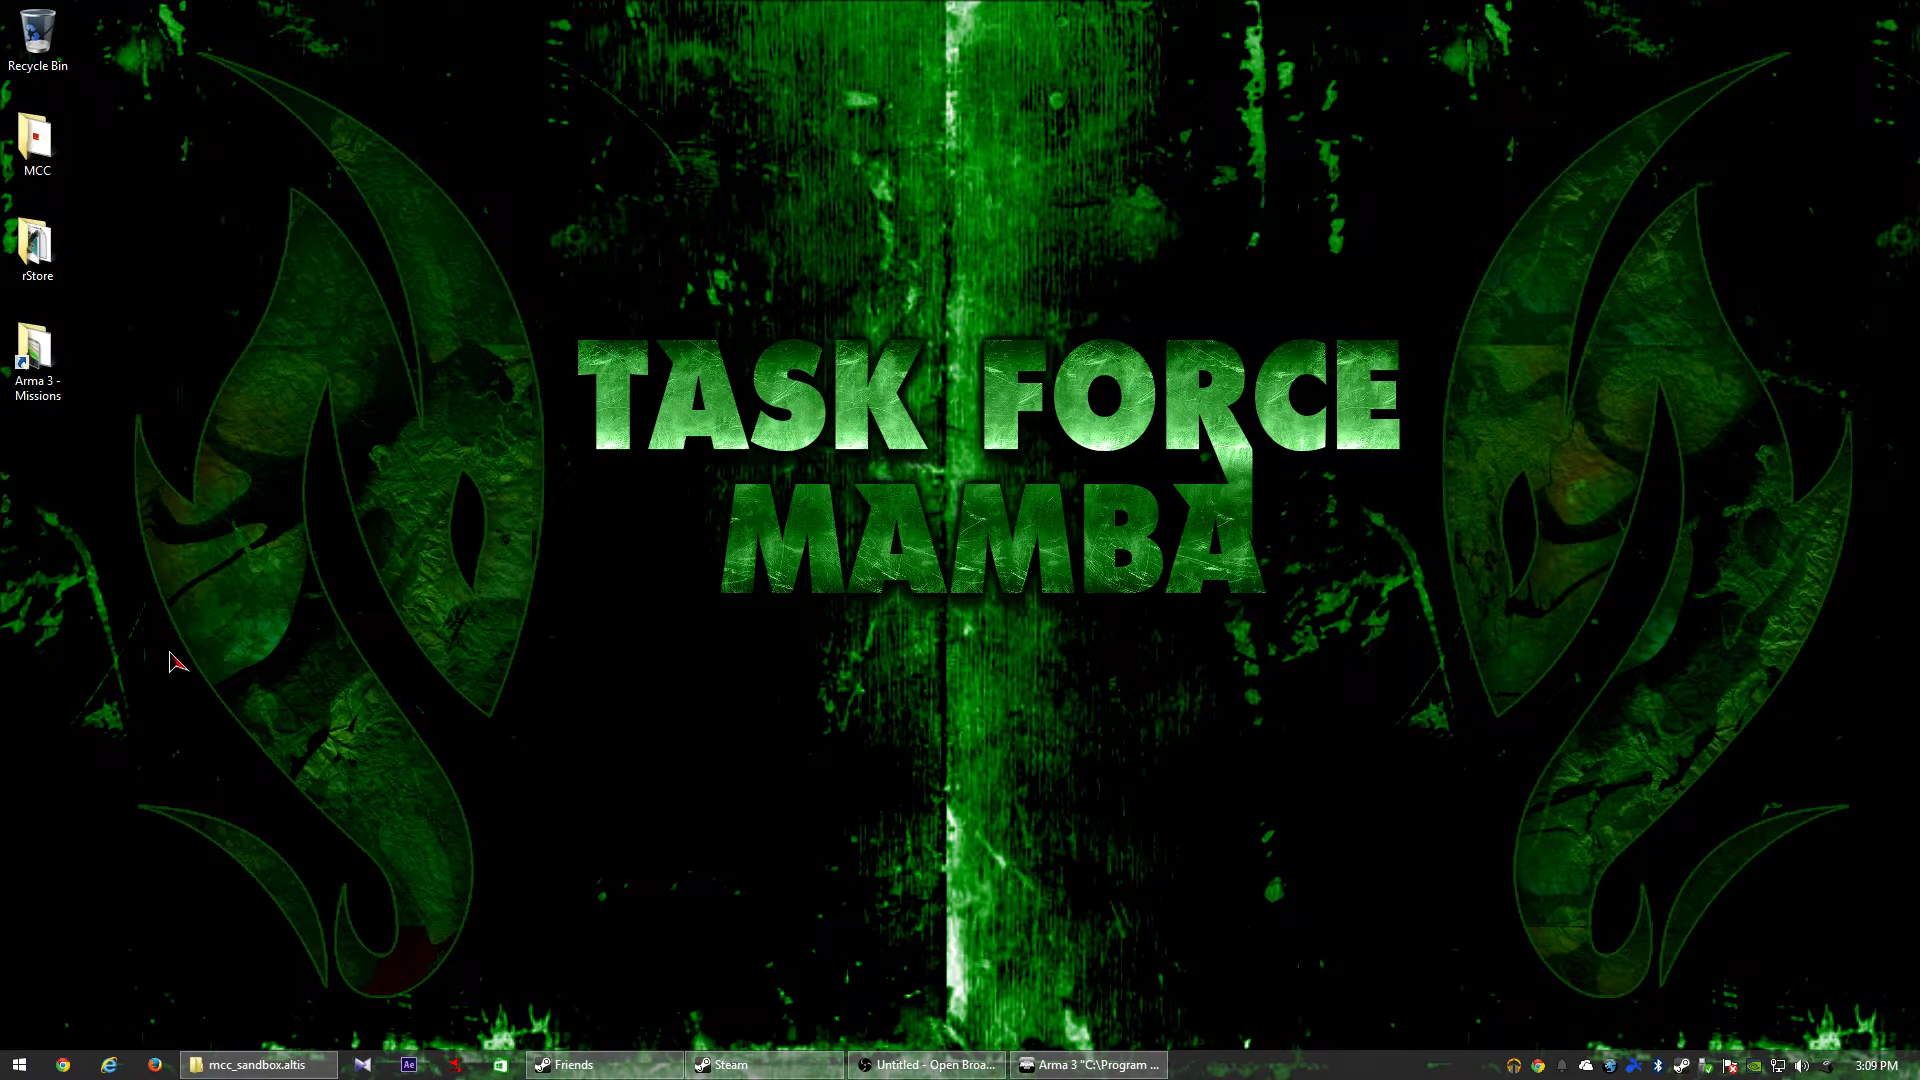 Recycle Bin
MCC
rStore
Arma 3 -
Missions
TASK FORCE
MAMBA
mcc_sandbox.altis
Ae
Friends
Steam
Untitled - Open Broa...
Arma 3 "C:\Program ...
3:09 PM